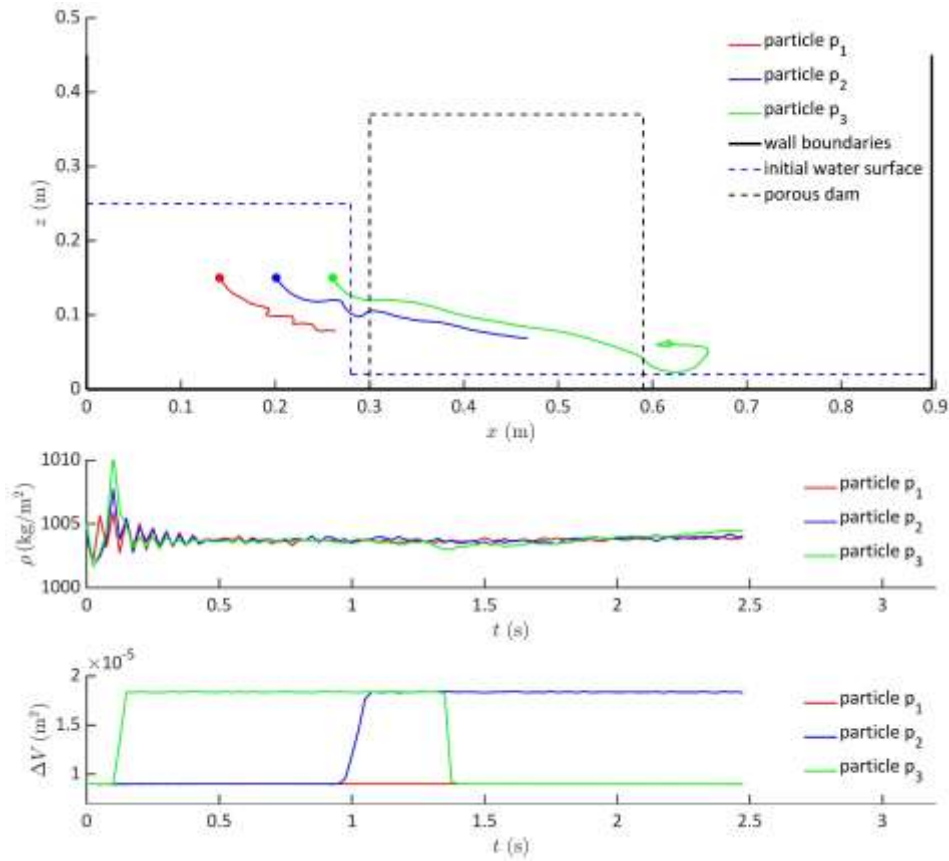 0.5
particle p1
0.4
particle p2
particle p3
0.3
wall boundaries
z (m)
initial water surface
0.2
porous dam
0.1
0
0 0.1 0.2 0.3 0.4 0.5 0.6 0.7 0.8 0.9
x (m)
1010
particle p1
ρ (kg/m²)
1005
particle p2
particle p3
1000
0 0.5 1 1.5 2 2.5 3
t (s)
×10-5
2
particle p1
ΔV (m²)
1.5
particle p2
1
particle p3
0 0.5 1 1.5 2 2.5 3
t (s)